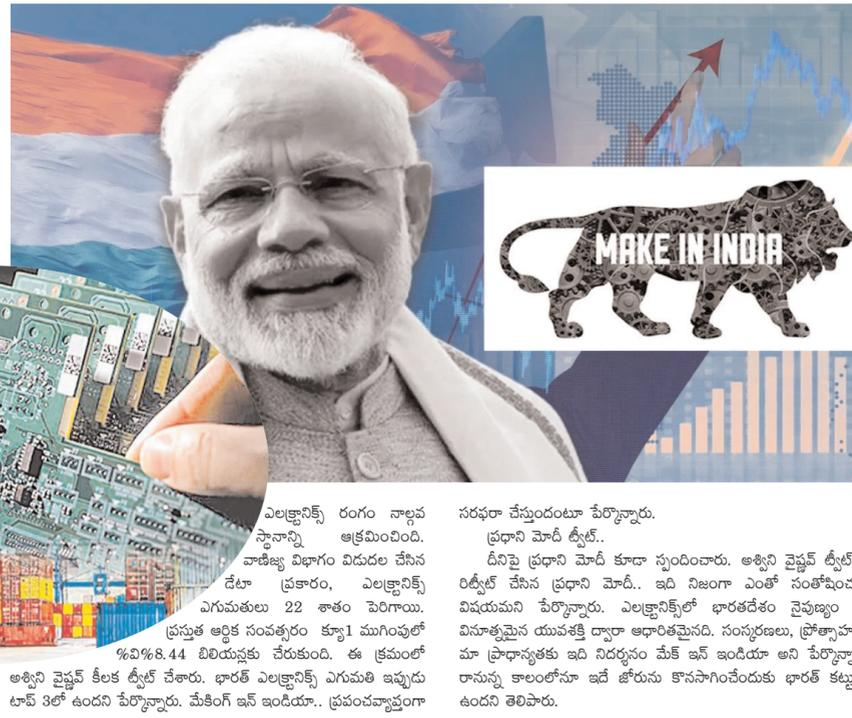 MAKE IN INDIA
ఎలక్ట్రానిక్స్ రంగం నాల్గవ
స్థానాన్ని ఆక్రమించింది.
వాణిజ్య విభాగం విడుదల చేసిన
డేటా ప్రకారం, ఎలక్ట్రానిక్స్
ఎగుమతులు 22 శాతం పెరిగాయి.
ప్రస్తుత ఆర్థిక సంవత్సరం క్యూ1 ముగింపులో
%వి%8.44 బిలియన్లకు చేరుకుంది. ఈ క్రమంలో
అశ్విని వైష్ణవ్ కీలక ట్వీట్ చేశారు. భారత్ ఎలక్ట్రానిక్స్ ఎగుమతి ఇప్పుడు
టాప్ 3లో ఉందని పేర్కొన్నారు. మేకింగ్ ఇన్ ఇండియా.. ప్రపంచవ్యాప్తంగా
సరఫరా చేస్తుందంటూ పేర్కొన్నారు.
ప్రధాని మోదీ ట్వీట్..
దీనిపై ప్రధాని మోదీ కూడా స్పందించారు. అశ్విని వైష్ణవ్ ట్వీట్
రిట్వీట్ చేసిన ప్రధాని మోదీ.. ఇది నిజంగా ఎంతో సంతోషించ
విషయమని పేర్కొన్నారు. ఎలక్ట్రానిక్స్‌లో భారతదేశం నైపుణ్యం
వినూత్నమైన యువశక్తి ద్వారా ఆధారితమైనది. సంస్కరణలు, ప్రోత్సాహ
మా ప్రాధాన్యతకు ఇది నిదర్శనం మేక్ ఇన్ ఇండియా అని పేర్కొన్నా
రానున్న కాలంలోనూ ఇదే జోరును కొనసాగించేందుకు భారత్ కట్టు
ఉందని తెలిపారు.